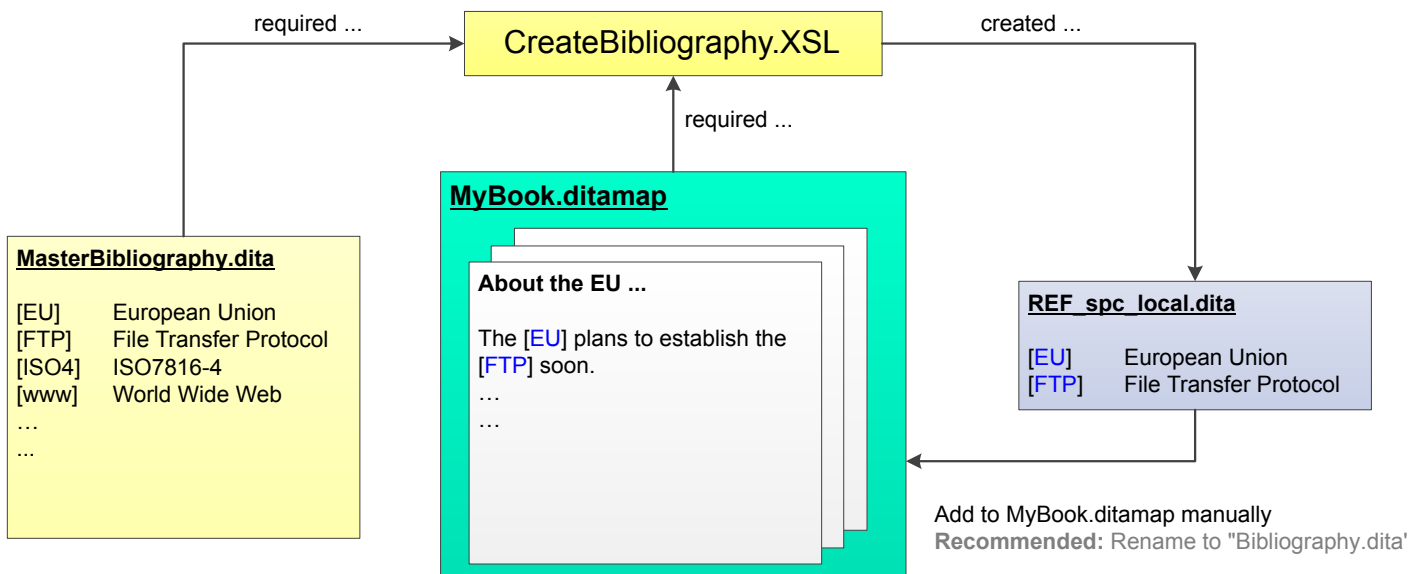 required ...
CreateBibliography.XSL
created ...
required ...
MyBook.ditamap
MasterBibliography.dita
[EU] European Union
[FTP] File Transfer Protocol
[ISO4] ISO7816-4
[www] World Wide Web
…
...
About the EU ...
The [EU] plans to establish the
[FTP] soon.
…
…
REF_spc_local.dita
[EU] European Union
[FTP] File Transfer Protocol
Add to MyBook.ditamap manually
Recommended: Rename to "Bibliography.dita'